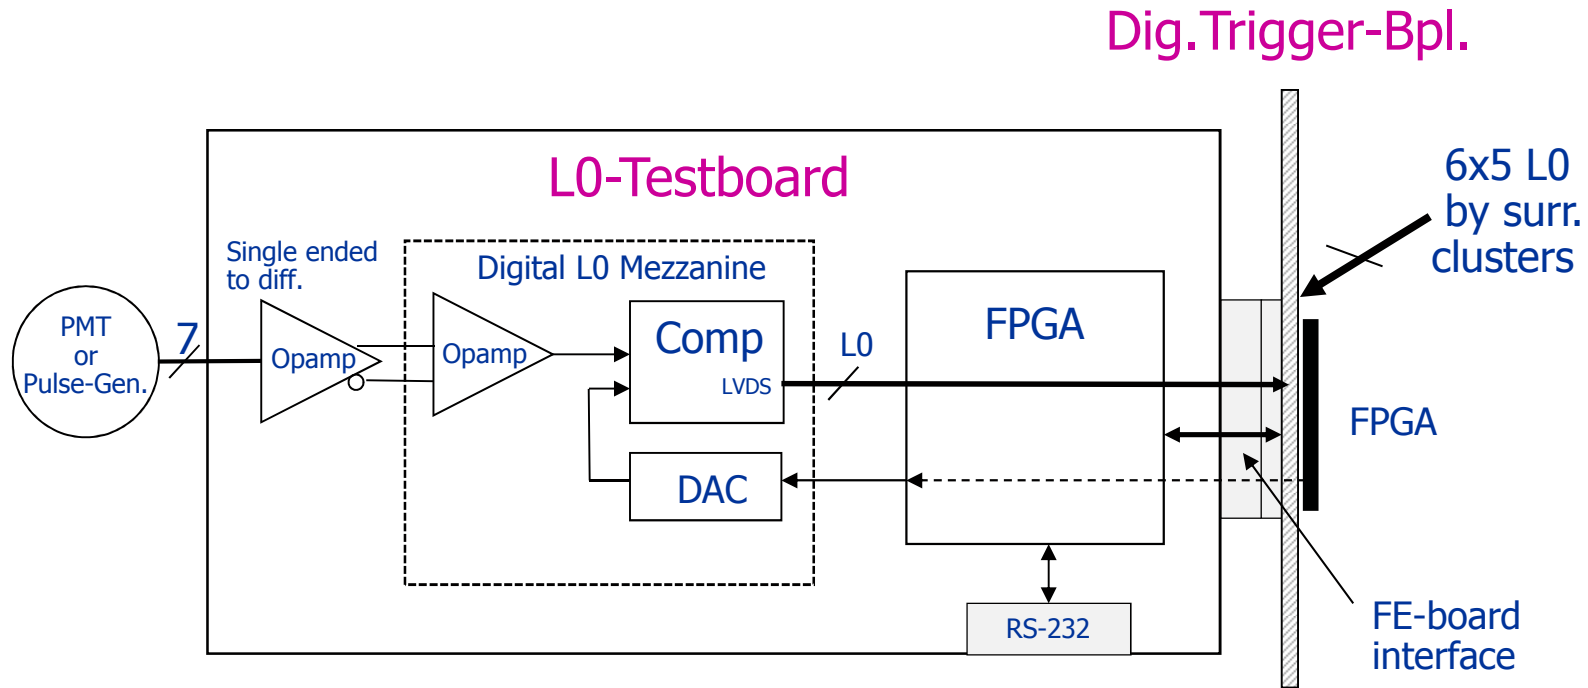 Dig.Trigger-Bpl.
L0-Testboard
6x5 L0
by surr.
clusters
Single ended
to diff.
Digital L0 Mezzanine
PMT
or
Pulse-Gen.
7
Opamp
Opamp
Comp
LVDS
L0
FPGA
FPGA
DAC
RS-232
FE-board
interface